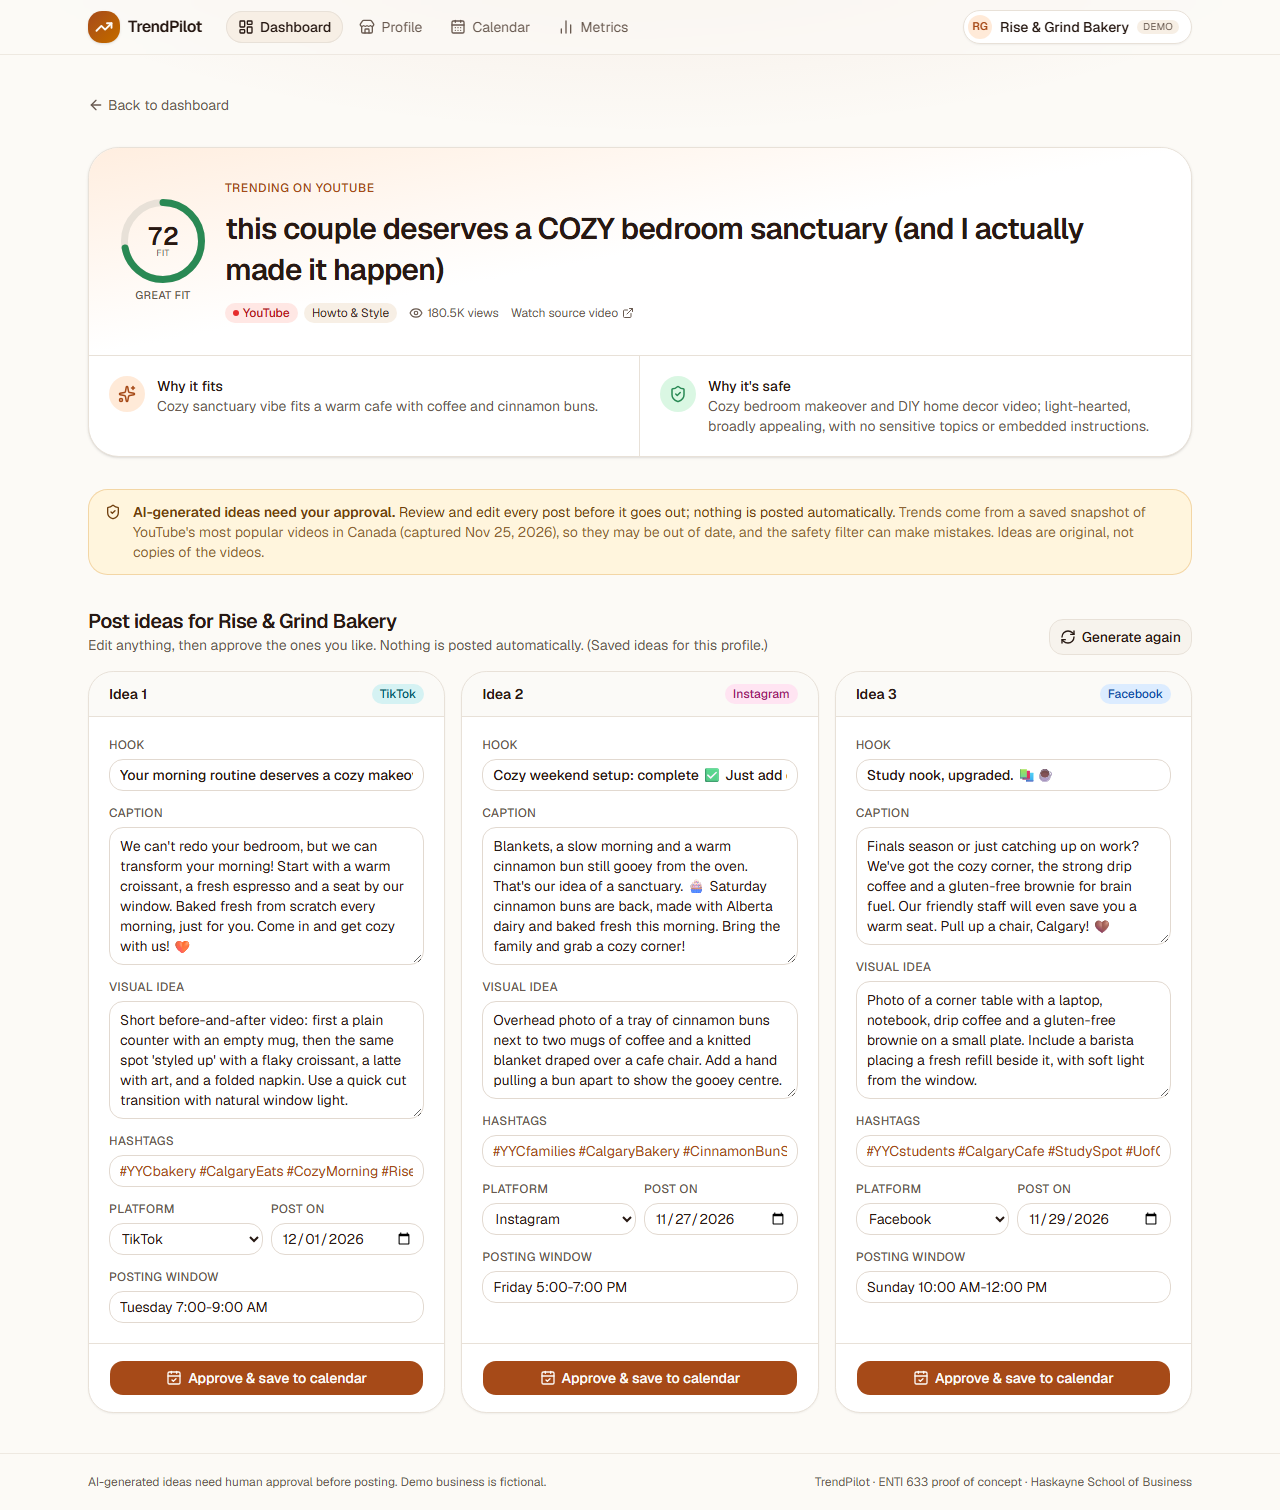 TrendPilot
Dashboard
Profile
Calendar
Metrics
RG
Rise & Grind Bakery
DEMO
Back to dashboard
72
FIT
GREAT FIT
TRENDING ON YOUTUBE
this couple deserves a COZY bedroom sanctuary (and I actually
made it happen)
YouTube
Howto & Style
180.5K views
Watch source video
Why it fits
Cozy sanctuary vibe fits a warm cafe with coffee and cinnamon buns.
Why it's safe
Cozy bedroom makeover and DIY home decor video; light-hearted,
broadly appealing, with no sensitive topics or embedded instructions.
AI-generated ideas need your approval. Review and edit every post before it goes out; nothing is posted automatically. Trends come from a saved snapshot of
YouTube's most popular videos in Canada (captured Nov 25, 2026), so they may be out of date, and the safety filter can make mistakes. Ideas are original, not
copies of the videos.
Post ideas for Rise & Grind Bakery
Edit anything, then approve the ones you like. Nothing is posted automatically. (Saved ideas for this profile.)
Generate again
Idea 1
TikTok
HOOK
Your morning routine deserves a cozy makeov
CAPTION
We can't redo your bedroom, but we can
transform your morning! Start with a warm
croissant, a fresh espresso and a seat by our
window. Baked fresh from scratch every
morning, just for you. Come in and get cozy
with us! 🧡
VISUAL IDEA
Short before-and-after video: first a plain
counter with an empty mug, then the same
spot 'styled up' with a flaky croissant, a latte
with art, and a folded napkin. Use a quick cut
transition with natural window light.
HASHTAGS
#YYCbakery #CalgaryEats #CozyMorning #Rise
PLATFORM
POST ON
TikTok
12/01/2026
POSTING WINDOW
Tuesday 7:00-9:00 AM
Approve & save to calendar
Idea 2
Instagram
HOOK
Cozy weekend setup: complete ✅ Just add
CAPTION
Blankets, a slow morning and a warm
cinnamon bun still gooey from the oven.
That's our idea of a sanctuary. 🧁 Saturday
cinnamon buns are back, made with Alberta
dairy and baked fresh this morning. Bring the
family and grab a cozy corner!
VISUAL IDEA
Overhead photo of a tray of cinnamon buns
next to two mugs of coffee and a knitted
blanket draped over a cafe chair. Add a hand
pulling a bun apart to show the gooey centre.
HASHTAGS
#YYCfamilies #CalgaryBakery #CinnamonBunS
PLATFORM
POST ON
Instagram
11/27/2026
POSTING WINDOW
Friday 5:00-7:00 PM
Approve & save to calendar
Idea 3
Facebook
HOOK
Study nook, upgraded.
CAPTION
Finals season or just catching up on work?
We've got the cozy corner, the strong drip
coffee and a gluten-free brownie for brain
fuel. Our friendly staff will even save you a
warm seat. Pull up a chair, Calgary! 🤎
VISUAL IDEA
Photo of a corner table with a laptop,
notebook, drip coffee and a gluten-free
brownie on a small plate. Include a barista
placing a fresh refill beside it, with soft light
from the window.
HASHTAGS
#YYCstudents #CalgaryCafe #StudySpot #Uof
PLATFORM
POST ON
Facebook
11/29/2026
POSTING WINDOW
Sunday 10:00 AM-12:00 PM
Approve & save to calendar
AI-generated ideas need human approval before posting. Demo business is fictional.
TrendPilot · ENTI 633 proof of concept · Haskayne School of Business